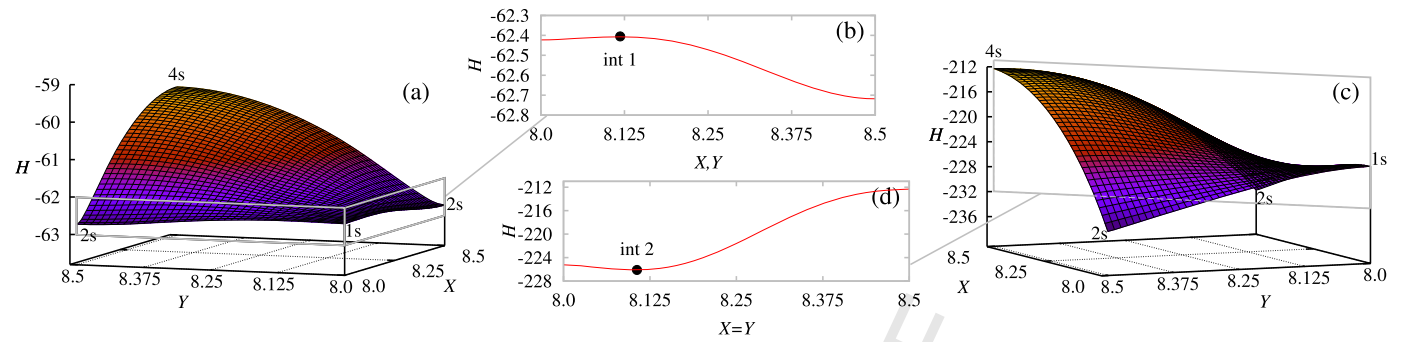 (a)
4s
-59
-60
-61
-62
-63
H
2s
1s
2s
8.5
8.375
8.25
8.125
8.0
Y
8.0
8.25
8.5
X
(b)
-62.3
-62.4
-62.5
-62.6
-62.7
-62.8
H
int 1
8.0
8.125
8.25
8.375
8.5
X,Y
(d)
-212
-216
-220
-224
-228
H
int 2
8.0
8.125
8.25
8.375
8.5
X=Y
(c)
4s
-212
-216
-220
-224
-228
-232
-236
H
1s
2s
2s
8.5
8.25
8.0
X
8.5
8.375
8.25
8.125
8.0
Y